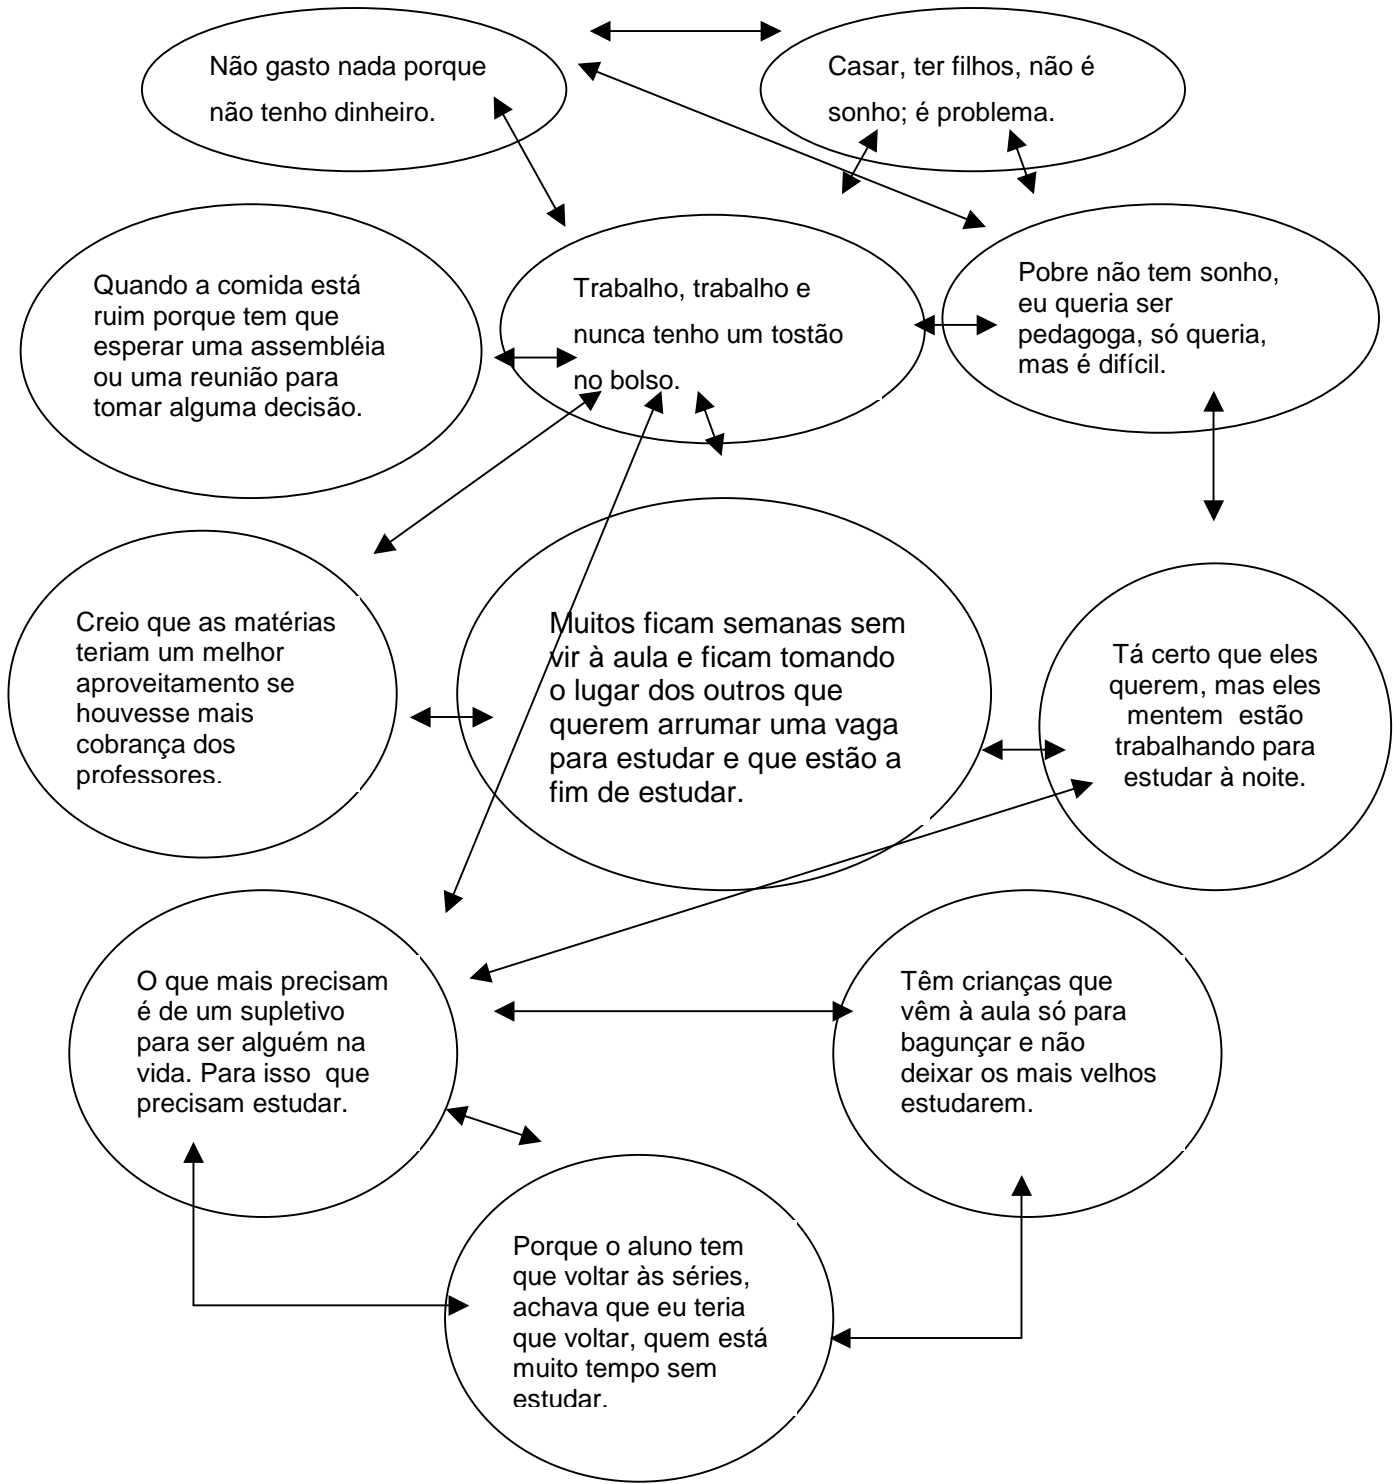 Não gasto nada porque
não tenho dinheiro.
Casar, ter filhos, não é
sonho; é problema.
Quando a comida está
ruim porque tem que
esperar uma assembléia
ou uma reunião para
tomar alguma decisão.
Trabalho, trabalho e
nunca tenho um tostão
no bolso.
Pobre não tem sonho,
eu queria ser
pedagoga, só queria,
mas é difícil.
Creio que as matérias
teriam um melhor
aproveitamento se
houvesse mais
cobrança dos
professores.
Muitos ficam semanas sem
vir à aula e ficam tomando
o lugar dos outros que
querem arrumar uma vaga
para estudar e que estão a
fim de estudar.
Tá certo que eles
querem, mas eles
mentem  estão
trabalhando para
estudar à noite.
O que mais precisam
é de um supletivo
para ser alguém na
vida. Para isso  que
precisam estudar.
Têm crianças que
vêm à aula só para
bagunçar e não
deixar os mais velhos
estudarem.
Porque o aluno tem
que voltar às séries,
achava que eu teria
que voltar, quem está
muito tempo sem
estudar.